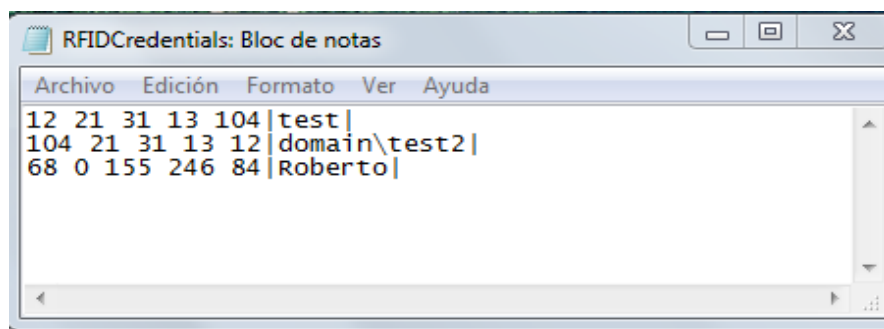 RFIDCredentials: Bloc de notas
Archivo Edición Formato Ver Ayuda
12 21 31 13 104|test|
104 21 31 13 12|domain\test2|
68 0 155 246 84|Roberto|